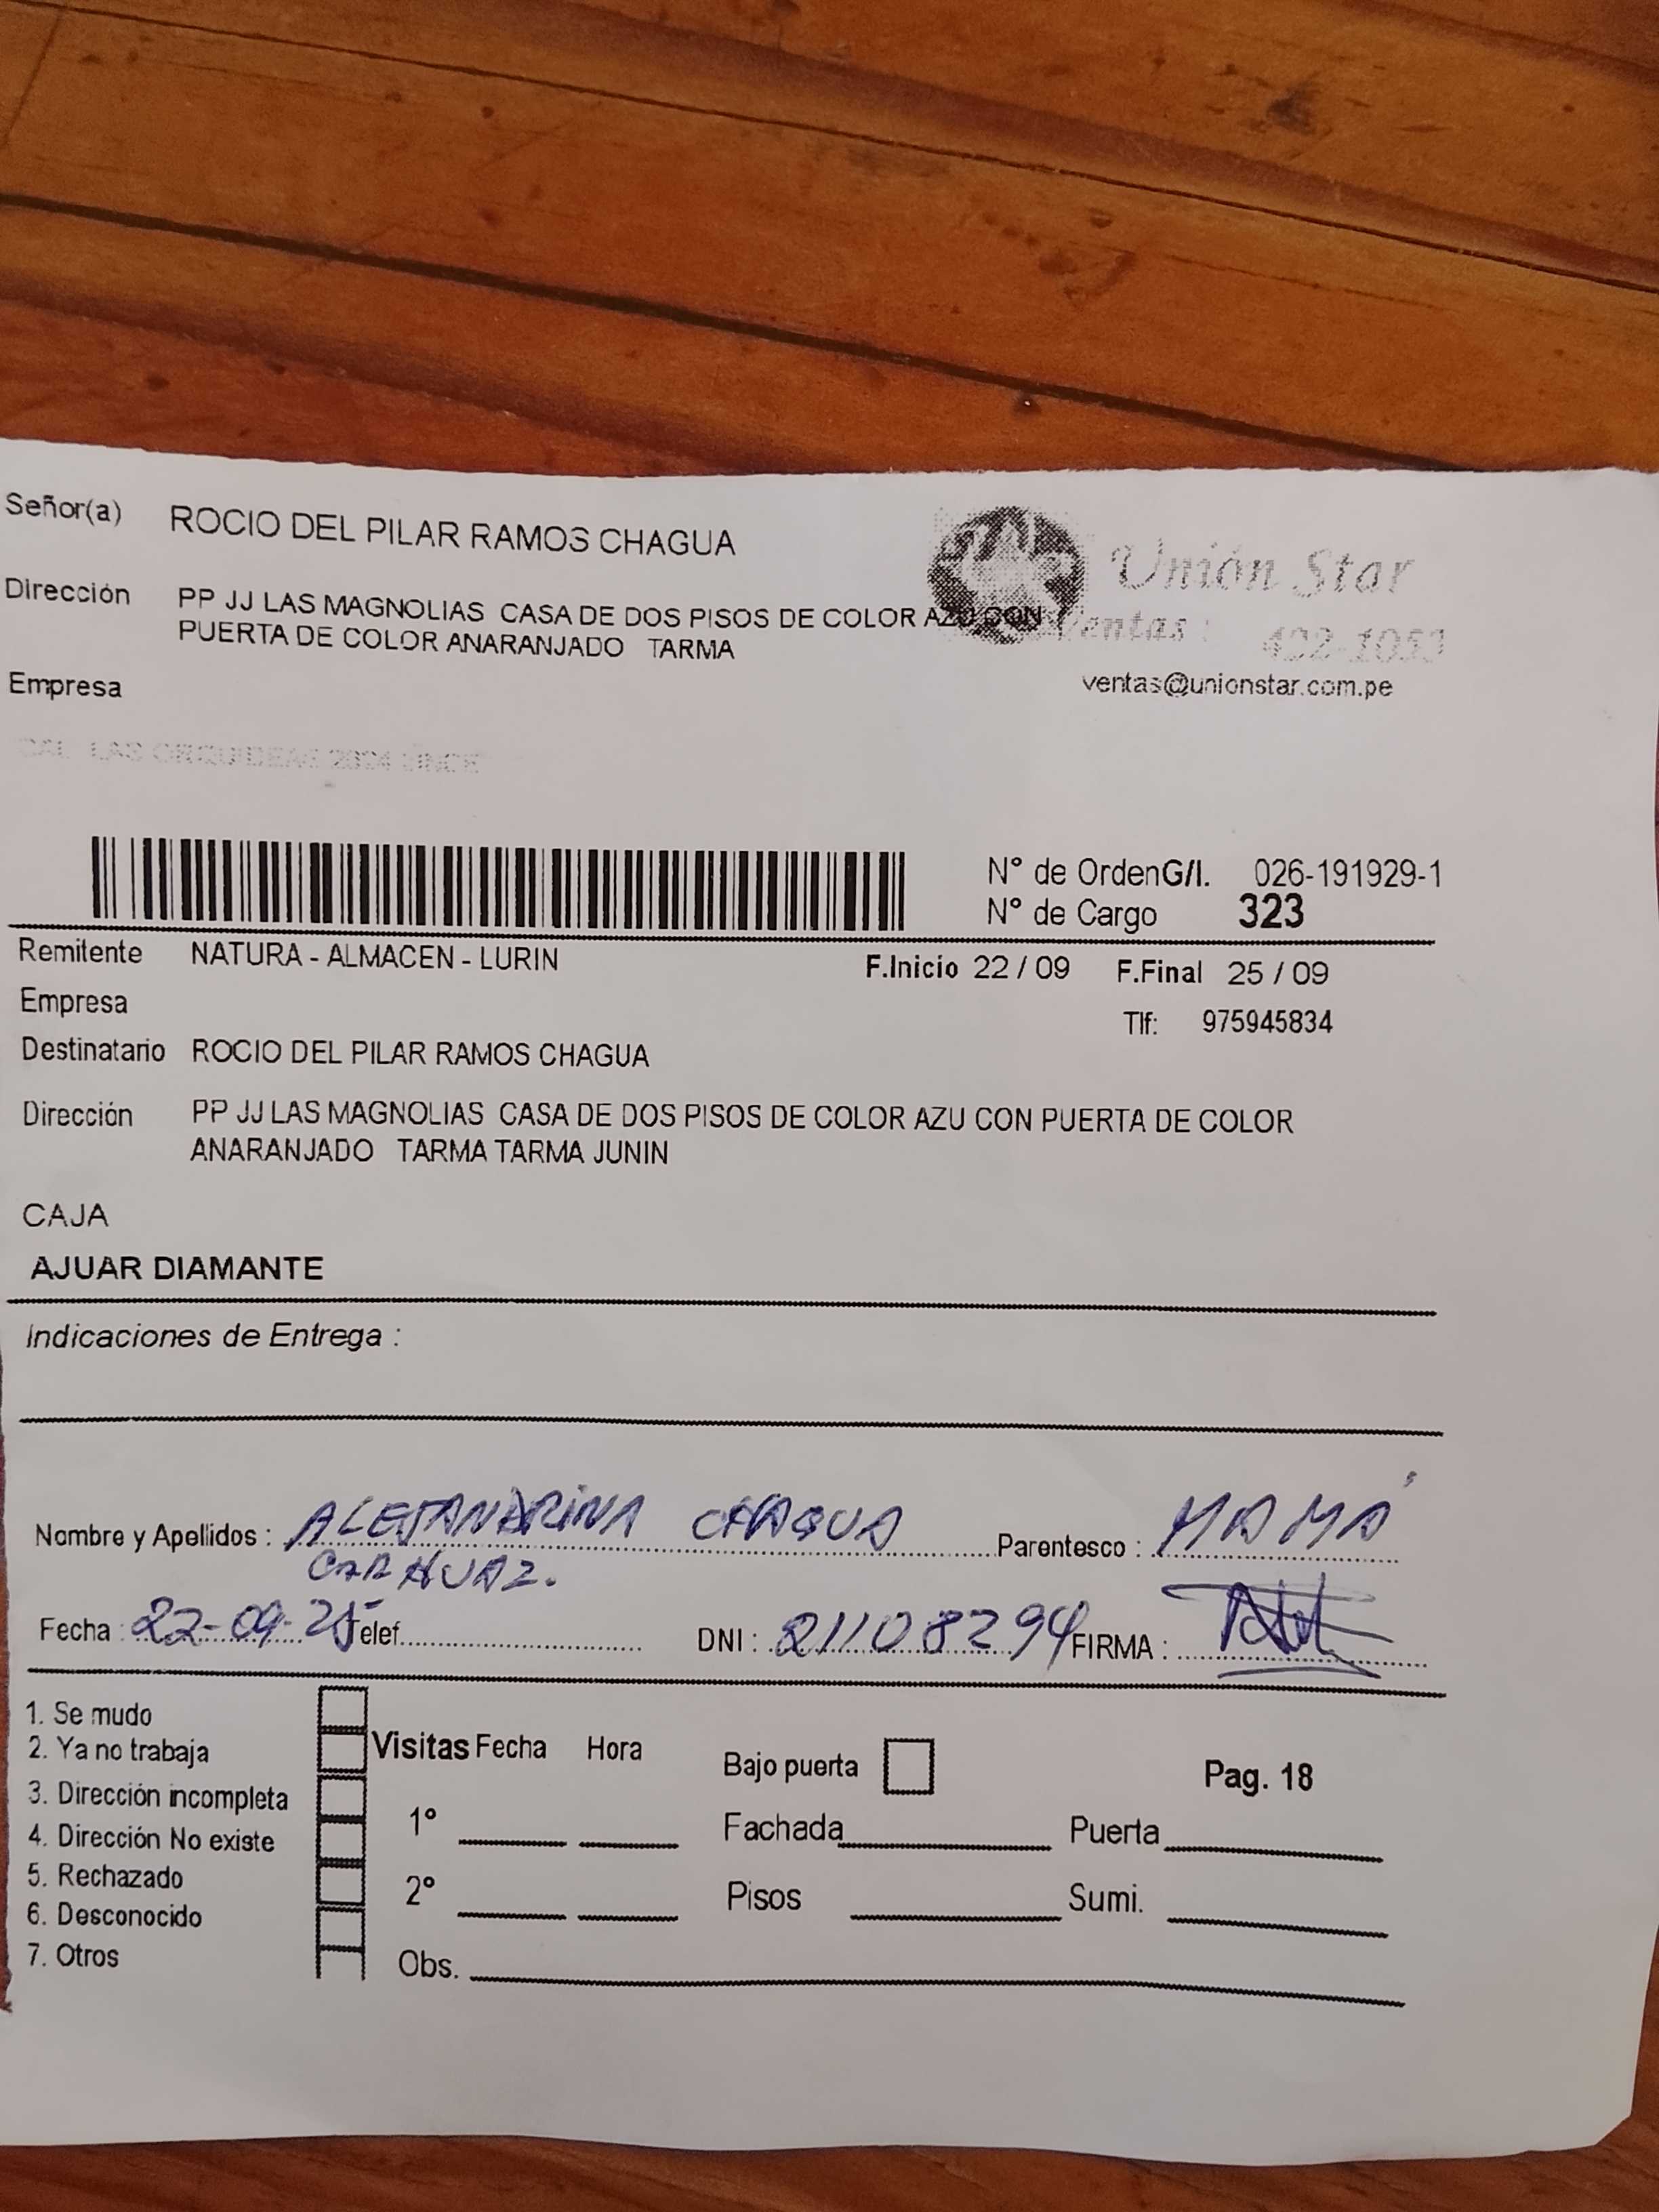 Señor(a) ROCIO DEL PILAR RAMOS CHAGUA
Unión Star
Dirección PP JJ LAS MAGNOLIAS CASA DE DOS PISOS DE COLOR AZU CON
PUERTA DE COLOR ANARANJADO TARMA
Ventas : 422-1053
Empresa
ventas@unionstar.com.pe
CAL LAS ORQUIDEAS LINCE
N° de OrdenG/I. 026-191929-1
N° de Cargo 323
Remitente NATURA - ALMACEN - LURIN
F.Inicio 22 / 09 F.Final 25 / 09
Empresa
Tlf: 975945834
Destinatario ROCIO DEL PILAR RAMOS CHAGUA
Dirección PP JJ LAS MAGNOLIAS CASA DE DOS PISOS DE COLOR AZU CON PUERTA DE COLOR
ANARANJADO TARMA TARMA JUNIN
CAJA
AJUAR DIAMANTE
Indicaciones de Entrega :
Nombre y Apellidos : ALEJANDRINA CHAGUA Parentesco : MAMÁ
CARHUAZ.
Fecha : 22-09-25 Telef. DNI : 21108294 FIRMA :
1. Se mudo
2. Ya no trabaja
3. Dirección incompleta
4. Dirección No existe
5. Rechazado
6. Desconocido
7. Otros
Visitas Fecha Hora
1°
2°
Obs.
Bajo puerta
Pag. 18
Fachada Puerta
Pisos Sumi.